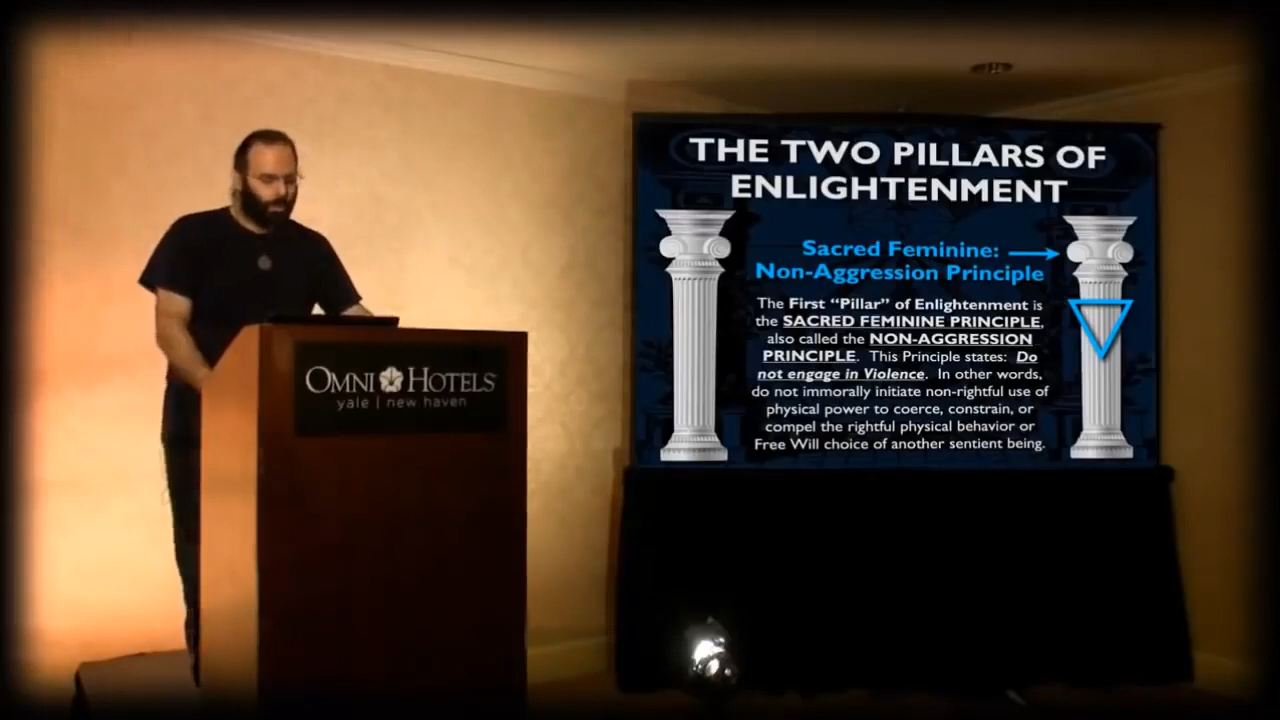 OMNI HOTELS
yale | new haven
THE TWO PILLARS OF
ENLIGHTENMENT
Sacred Feminine:
Non-Aggression Principle
The First “Pillar” of Enlightenment is
the SACRED FEMININE PRINCIPLE,
also called the NON-AGGRESSION
PRINCIPLE. This Principle states: Do
not engage in Violence. In other words,
do not immorally initiate non-rightful use of
physical power to coerce, constrain, or
compel the rightful physical behavior or
Free Will choice of another sentient being.